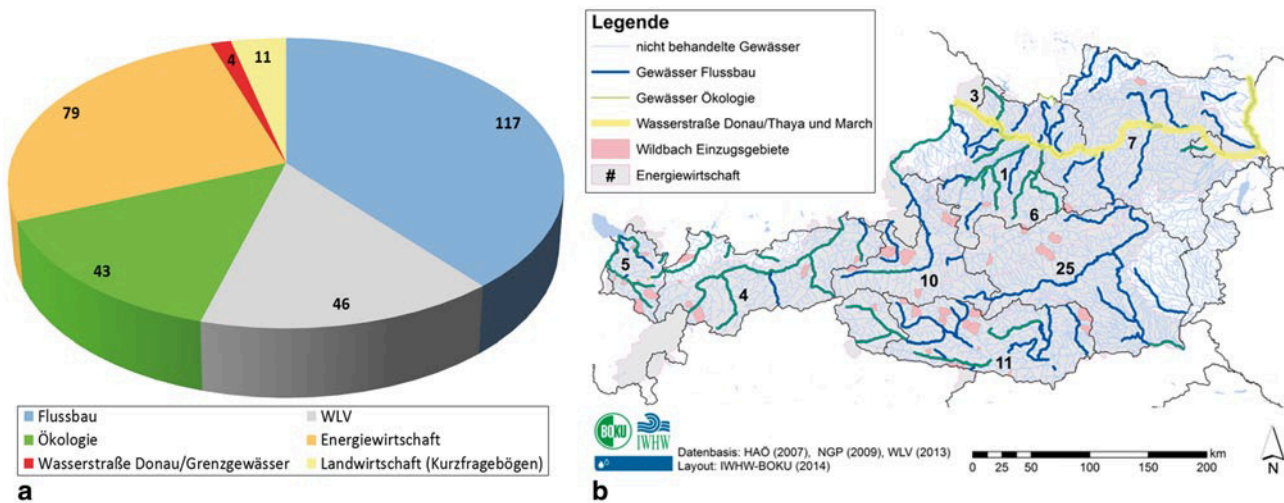 4
11
79
117
43
46
Flussbau
WLV
Ökologie
Energiewirtschaft
Wasserstraße Donau/Grenzgewässer
Landwirtschaft (Kurzfragebögen)
a
b
Legende
nicht behandelte Gewässer
Gewässer Flussbau
Gewässer Ökologie
Wasserstraße Donau/Thaya und March
Wildbach Einzugsgebiete
# Energiewirtschaft
3
7
1
6
5
25
10
4
11
BOKU
IWHW
Datenbasis: HAÖ (2007), NGP (2009), WLV (2013)
Layout: IWHW-BOKU (2014)
km
0 25 50 100 150 200
N